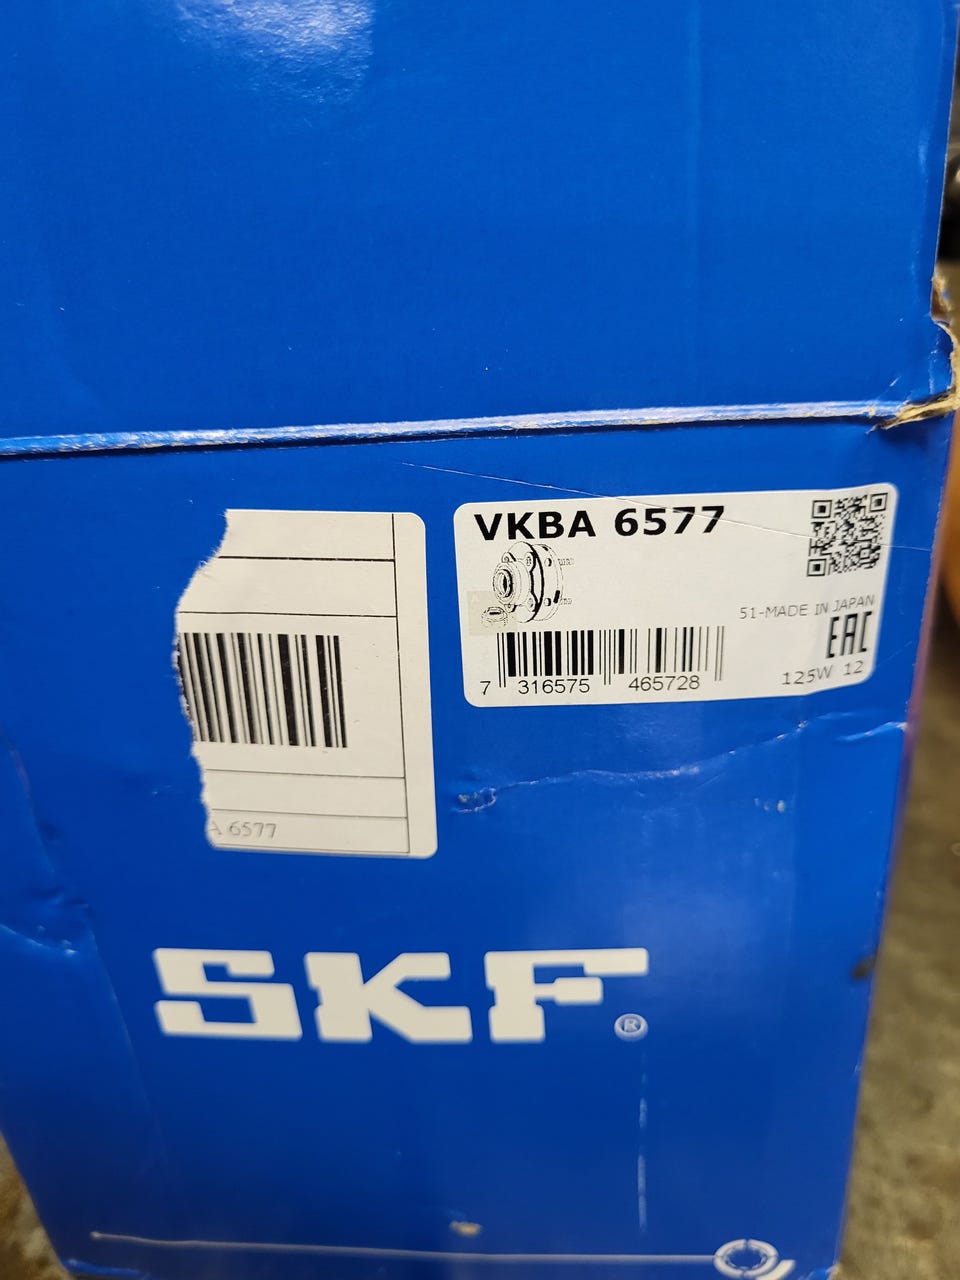 VKBA 6577
51-MADE IN JAPAN
EAC
7 316575 465728
125W 12
A 6577
SKF®